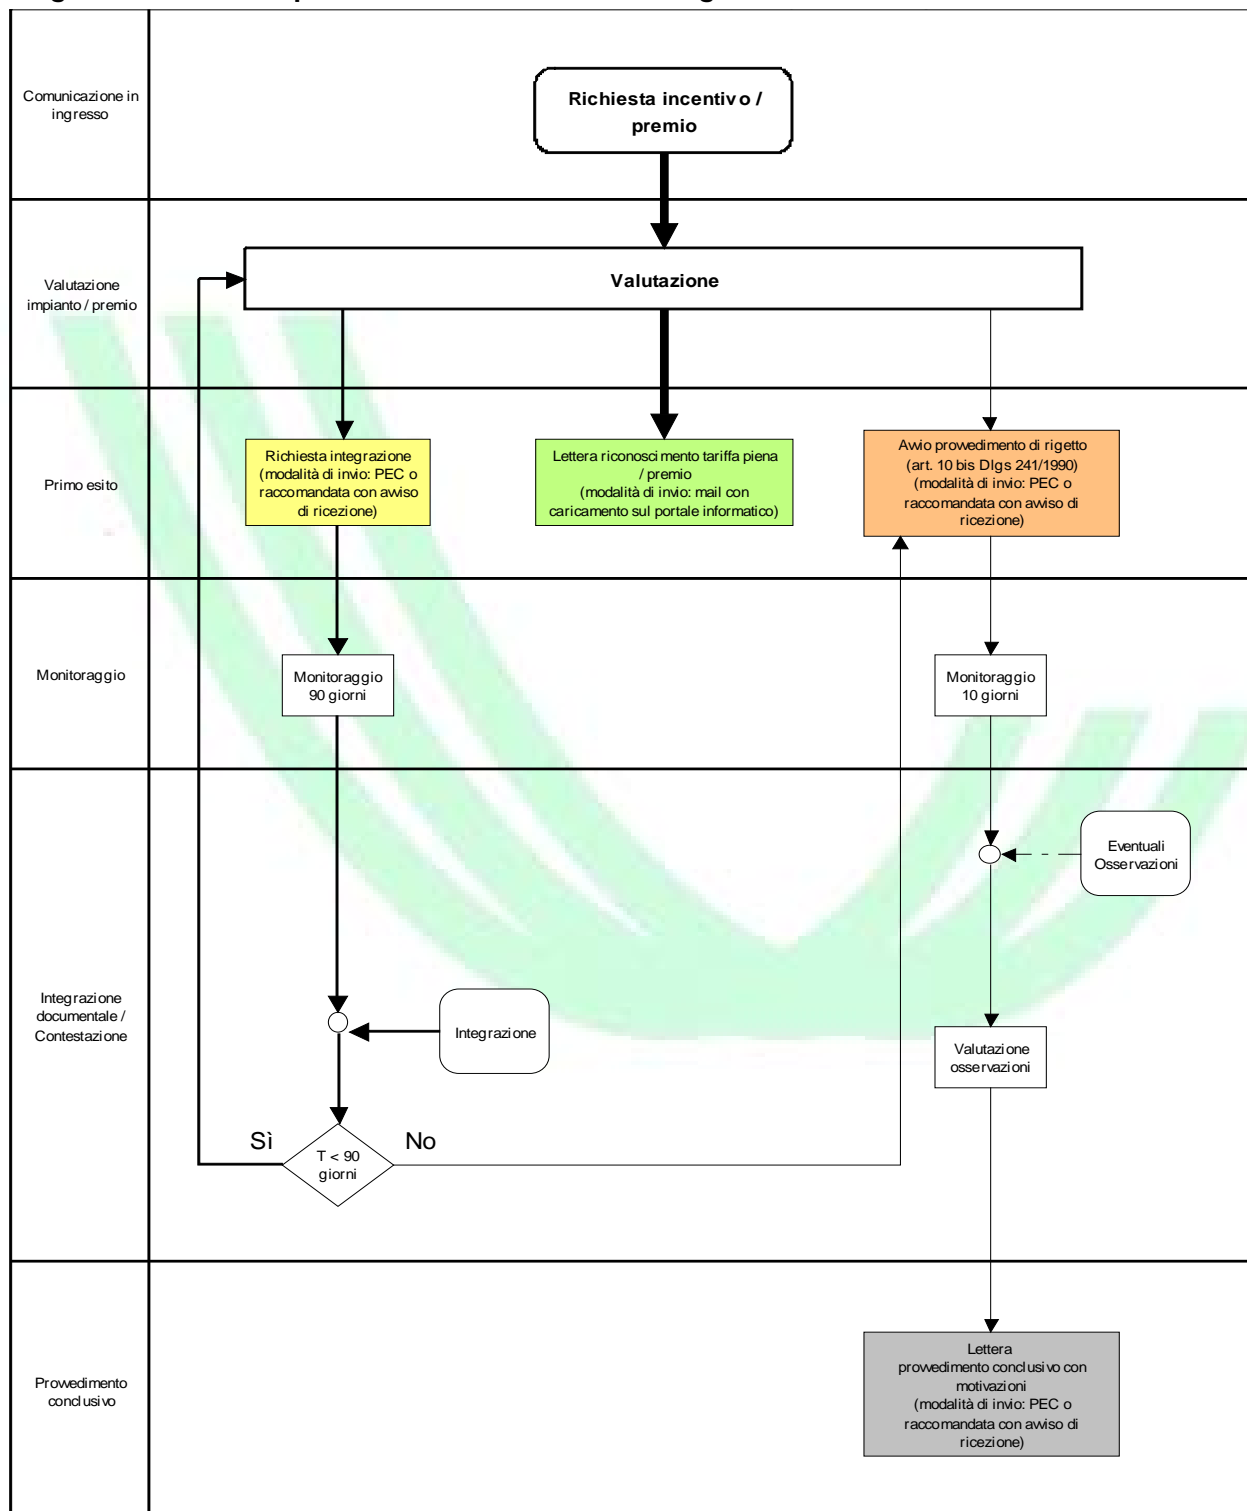 Comunicazione in
ingresso
Richiesta incentivo /
premio
Valutazione
impianto / premio
Valutazione
Primo esito
Richiesta integrazione
(modalità di invio: PEC o
raccomandata con avviso
di ricezione)
Lettera riconoscimento tariffa piena
/ premio
(modalità di invio: mail con
caricamento sul portale informatico)
Avvio provvedimento di rigetto
(art. 10 bis Dlgs 241/1990)
(modalità di invio: PEC o
raccomandata con avviso di
ricezione)
Monitoraggio
Monitoraggio
90 giorni
Monitoraggio
10 giorni
Integrazione
documentale /
Contestazione
Eventuali
Osservazioni
Integrazione
Valutazione
osservazioni
Sì
T < 90
giorni
No
Provvedimento
conclusivo
Lettera
provvedimento conclusivo con
motivazioni
(modalità di invio: PEC o
raccomandata con avviso di
ricezione)